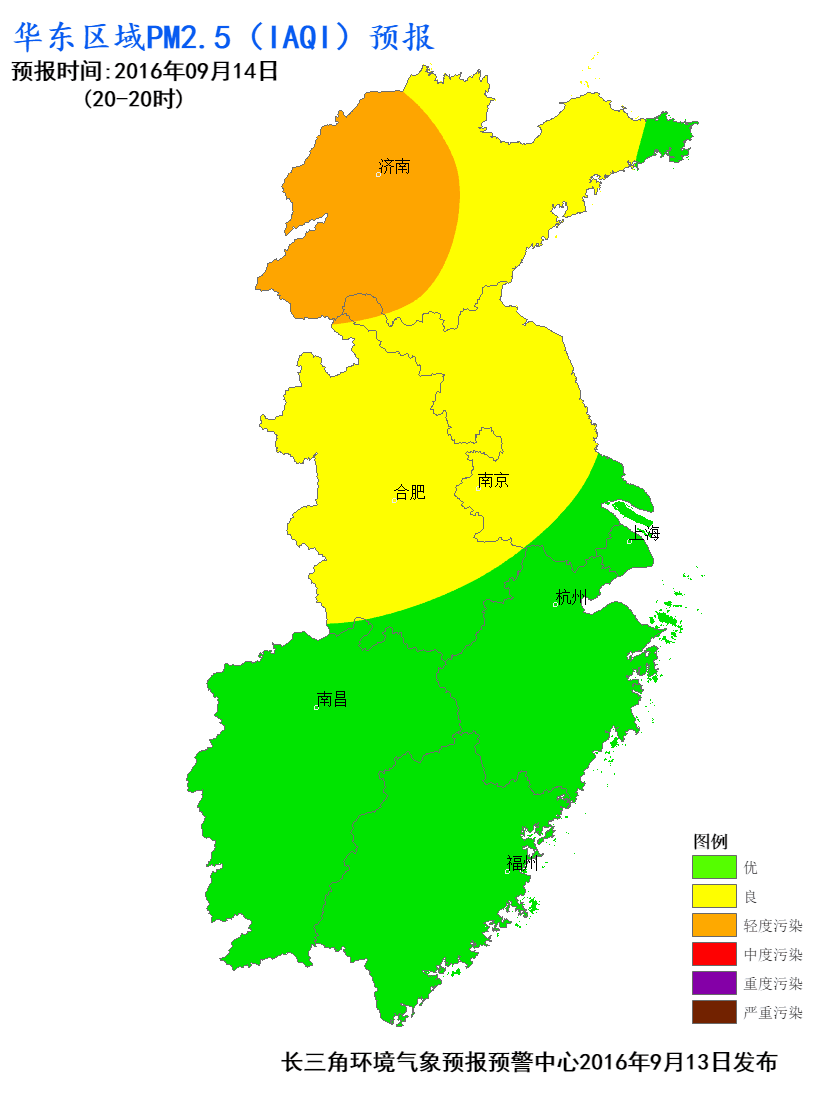 华东区域PM2.5（IAQI）预报
预报时间:2016年09月14日
(20-20时)
济南
南京
合肥
上海
杭州
南昌
福州
图例
优
良
轻度污染
中度污染
重度污染
严重污染
长三角环境气象预报预警中心2016年9月13日发布